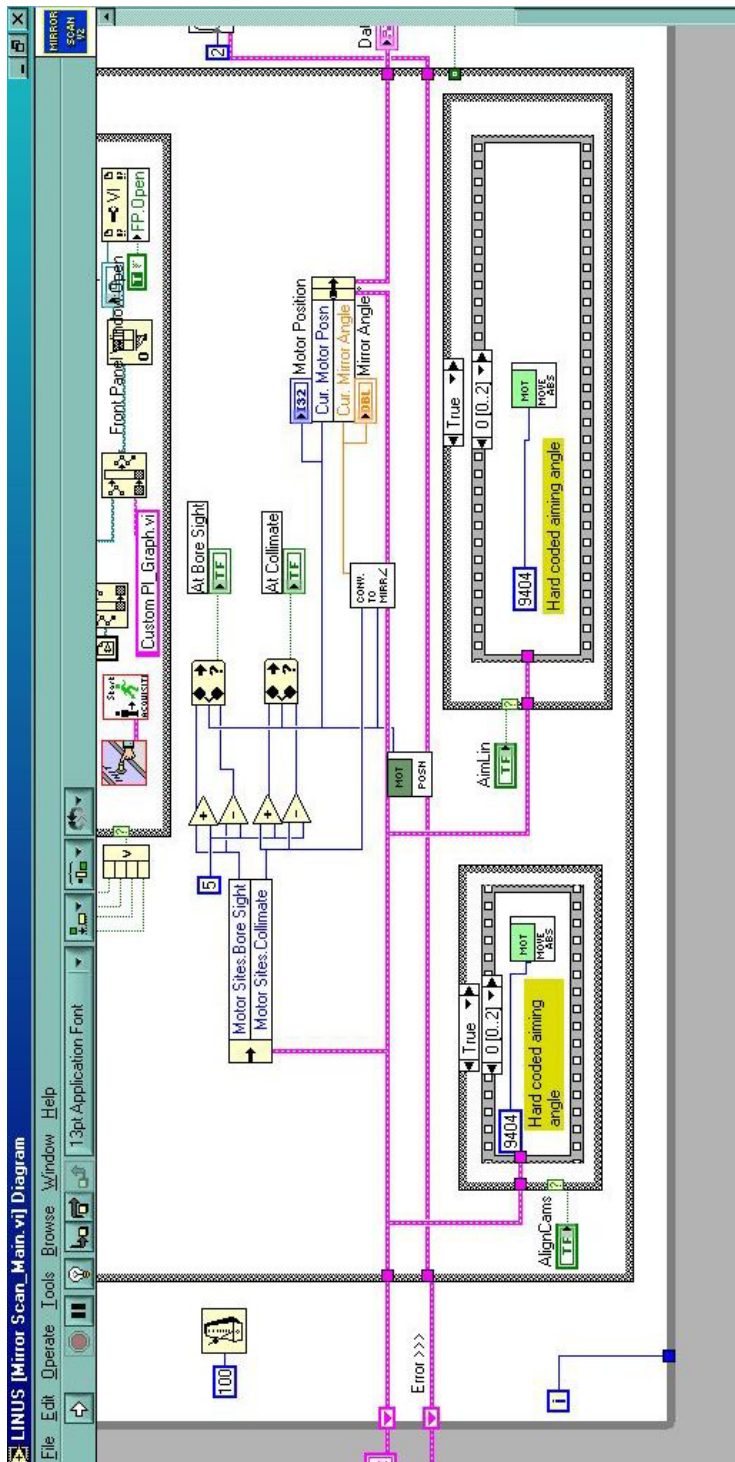 LINUS [Mirror Scan_Main.vi] Diagram
File Edit Operate Tools Browse Window Help
13pt Application Font
MIRROR
SCAN
V2
Front Panel Window:Open
VI
FP.Open
T
Custom PI_Graph.vi
Start
ACQUISITI
V
2
Dat
100
5
Motor Sites.Bore Sight
Motor Sites.Collimate
+
-
+
-
?
?
At Bore Sight
TF
At Collimate
TF
I32
Motor Position
Cur. Motor Posn
Cur. Mirror Angle
DBL
Mirror Angle
CONV.
TO
MIRR∠
MOT
POSN
Error >>>
i
AlignCams
TF
?
True
0 [0..2]
9404
MOT
MOVE
ABS
Hard coded aiming
angle
AimLin
TF
?
True
0 [0..2]
9404
MOT
MOVE
ABS
Hard coded aiming angle